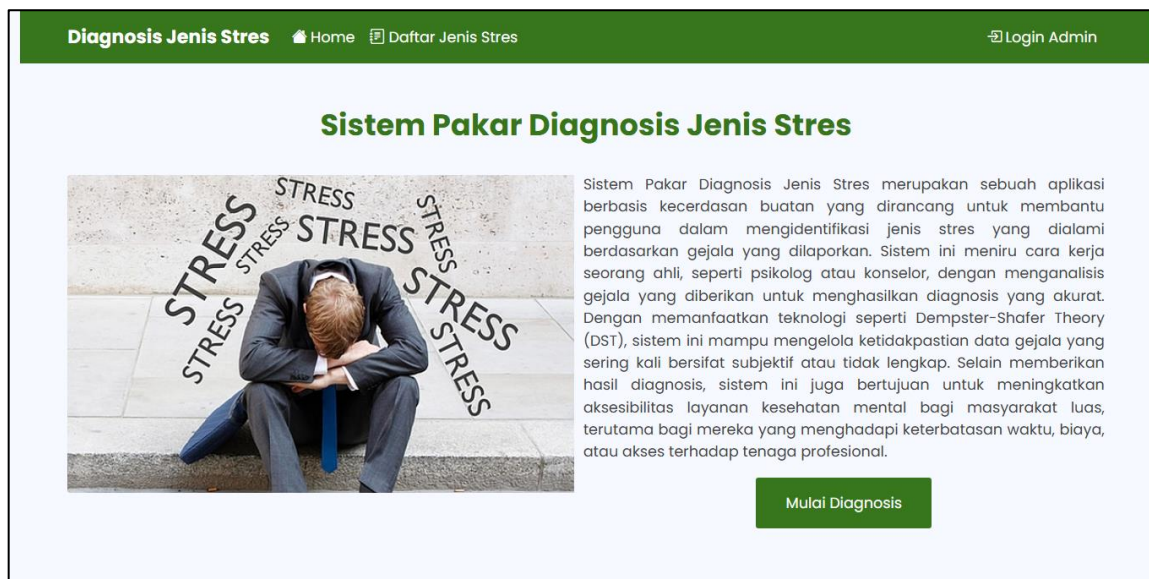 Diagnosis Jenis Stres Home Daftar Jenis Stres Login Admin
Sistem Pakar Diagnosis Jenis Stres
STRESS
STRESS
STRESS
STRESS
STRESS
STRESS
STRESS
STRESS
Sistem Pakar Diagnosis Jenis Stres merupakan sebuah aplikasi
berbasis kecerdasan buatan yang dirancang untuk membantu
pengguna dalam mengidentifikasi jenis stres yang dialami
berdasarkan gejala yang dilaporkan. Sistem ini meniru cara kerja
seorang ahli, seperti psikolog atau konselor, dengan menganalisis
gejala yang diberikan untuk menghasilkan diagnosis yang akurat.
Dengan memanfaatkan teknologi seperti Dempster-Shafer Theory
(DST), sistem ini mampu mengelola ketidakpastian data gejala yang
sering kali bersifat subjektif atau tidak lengkap. Selain memberikan
hasil diagnosis, sistem ini juga bertujuan untuk meningkatkan
aksesibilitas layanan kesehatan mental bagi masyarakat luas,
terutama bagi mereka yang menghadapi keterbatasan waktu, biaya,
atau akses terhadap tenaga profesional.
Mulai Diagnosis